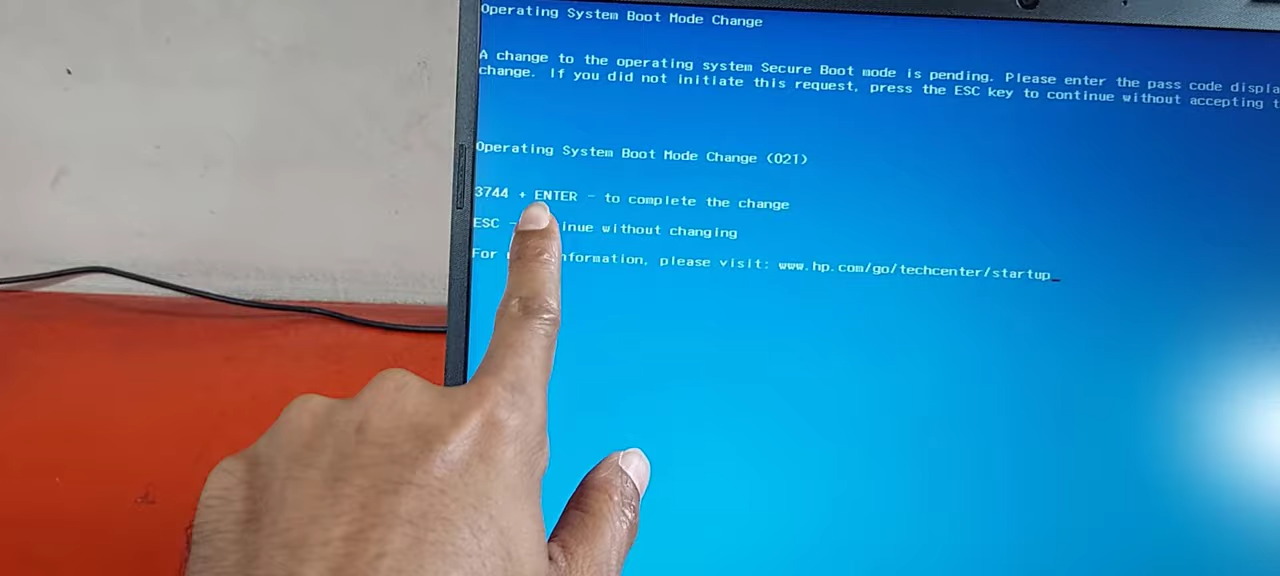 Operating System Boot Mode Change
A change to the operating system Secure Boot mode is pending. Please enter the pass code
change. If you did not initiate this request, press the ESC key to continue without accepting
Operating System Boot Mode Change (021)
3744 + ENTER - to complete the change
ESC - without changing
For please visit: www.hp.com/go/techcenter/startup